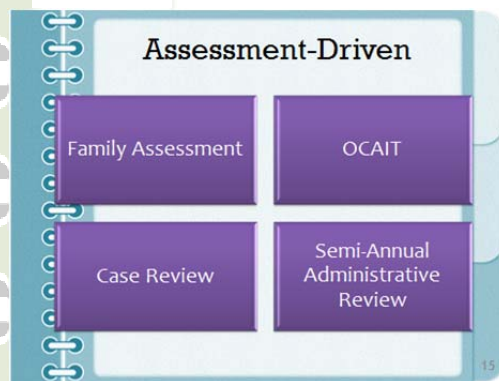 Assessment-Driven
Family Assessment
OCAIT
Case Review
Semi-Annual
Administrative
Review
15